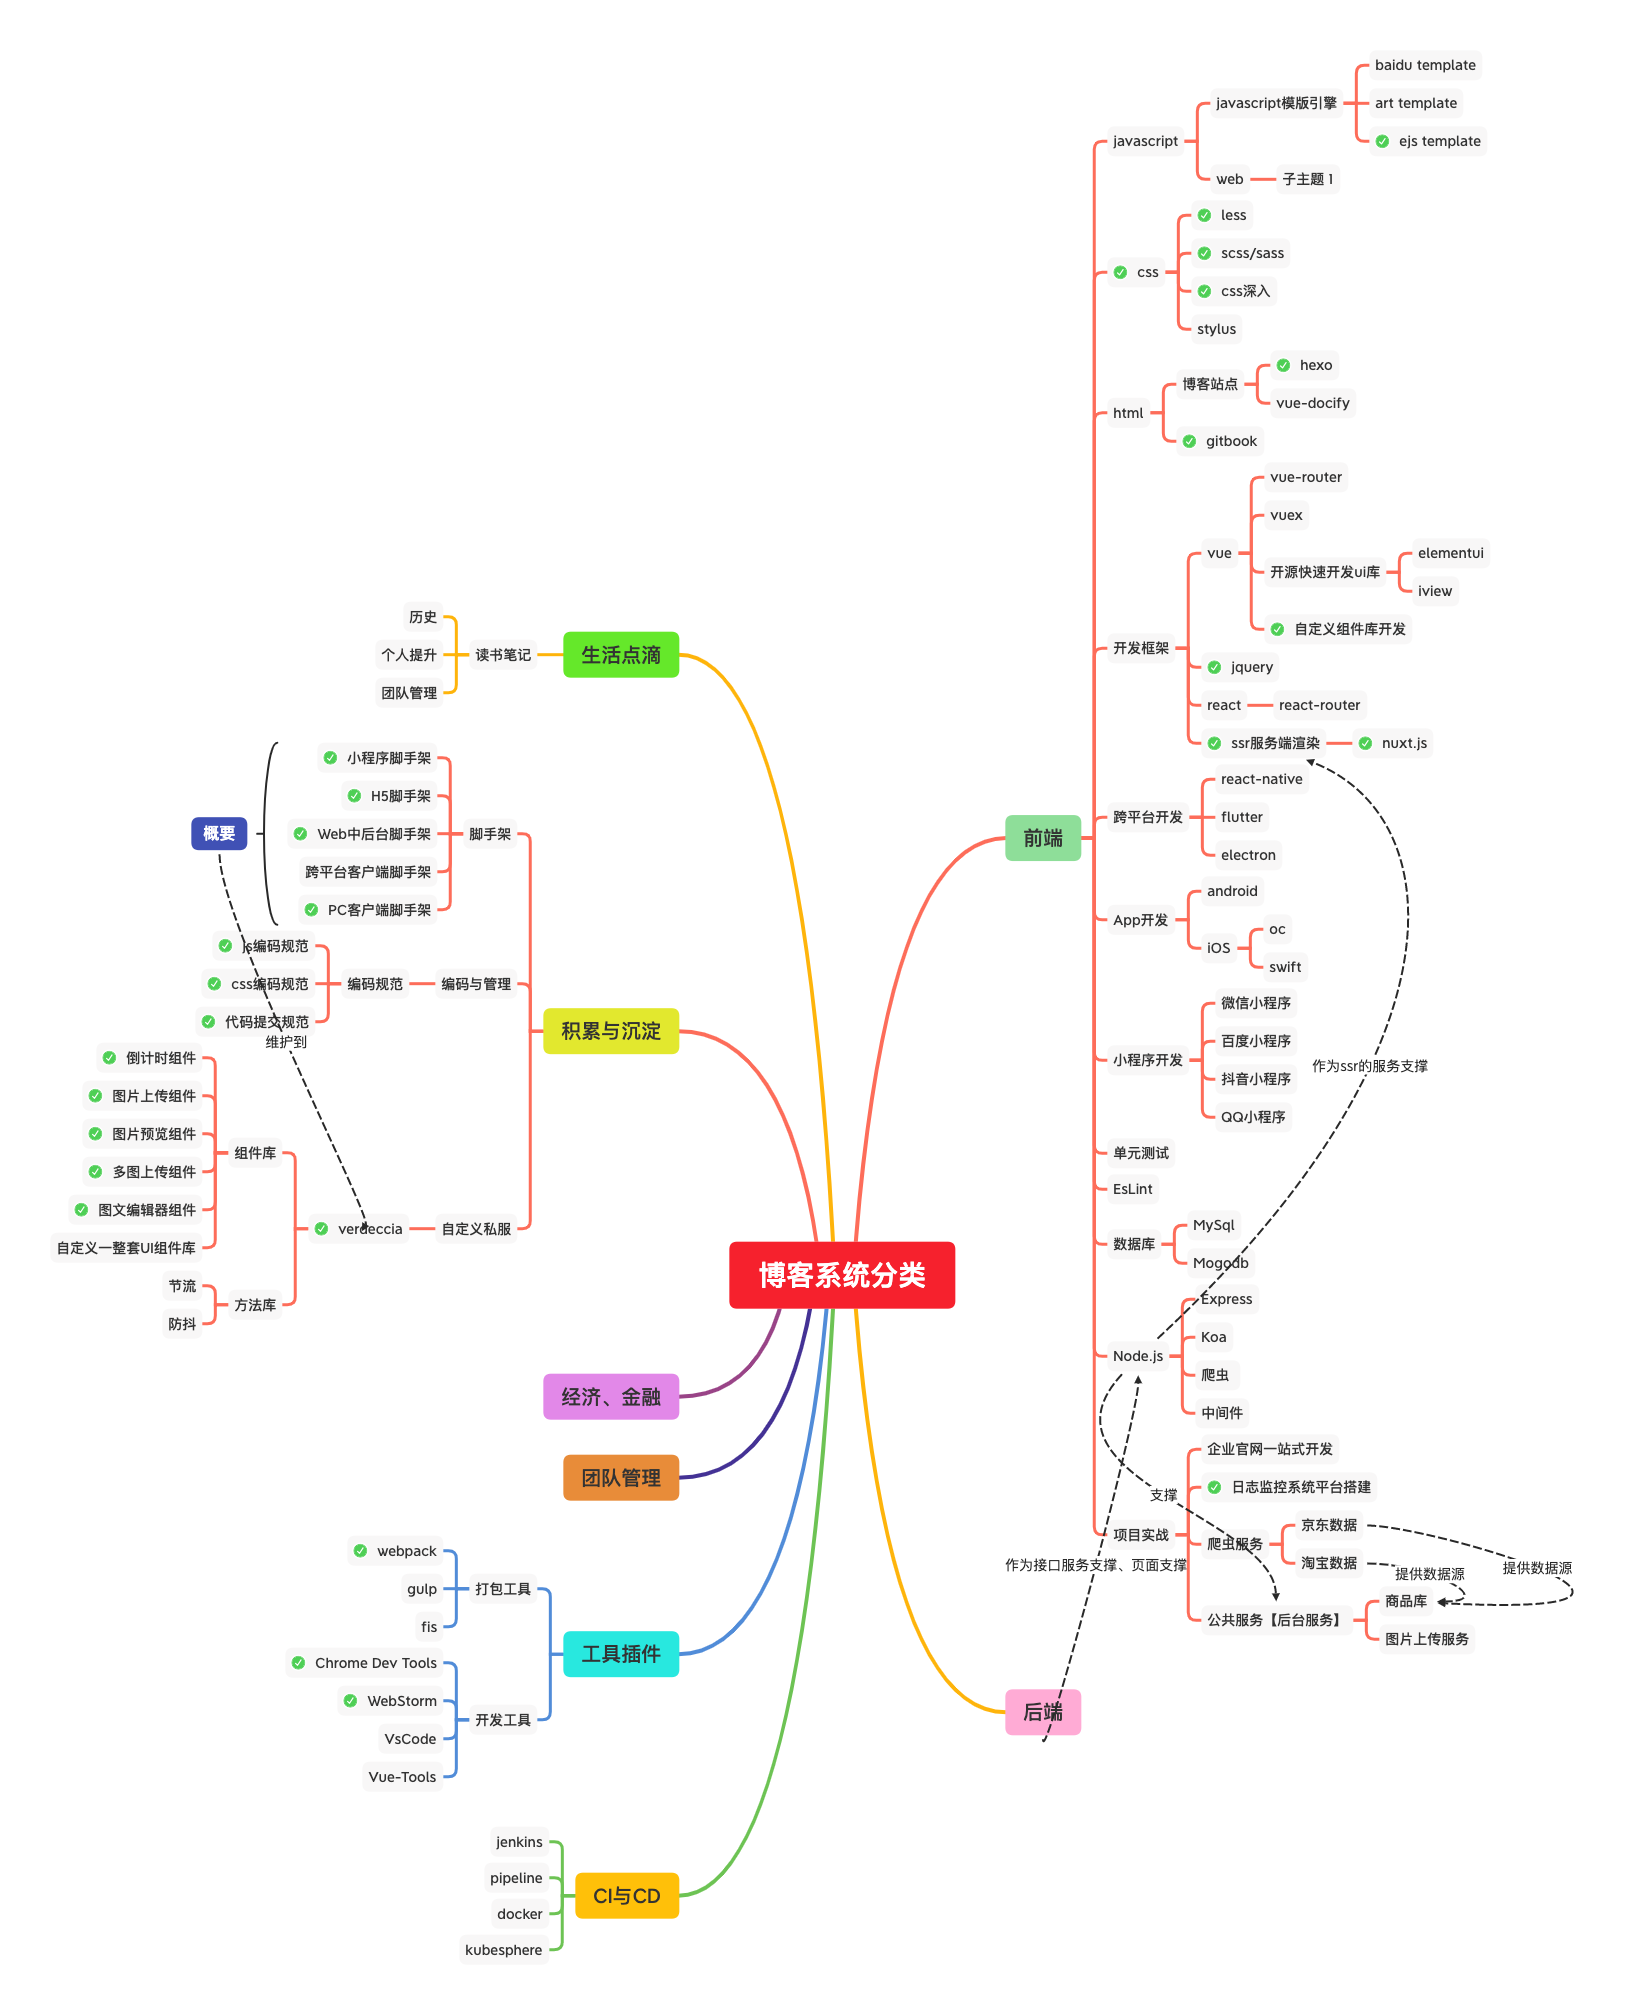 博客系统分类
前端
javascript
javascript模版引擎
baidu template
art template
ejs template
web
子主题 1
css
less
scss/sass
css深入
stylus
html
博客站点
hexo
vue-docify
gitbook
开发框架
vue
vue-router
vuex
开源快速开发ui库
elementui
iview
自定义组件库开发
jquery
react
react-router
ssr服务端渲染
nuxt.js
跨平台开发
react-native
flutter
electron
App开发
android
iOS
oc
swift
小程序开发
微信小程序
百度小程序
抖音小程序
QQ小程序
作为ssr的服务支撑
单元测试
EsLint
数据库
MySql
Mogodb
Node.js
Express
Koa
爬虫
中间件
支撑
项目实战
企业官网一站式开发
日志监控系统平台搭建
爬虫服务
京东数据
淘宝数据
提供数据源
提供数据源
公共服务【后台服务】
商品库
图片上传服务
作为接口服务支撑、页面支撑
后端
生活点滴
读书笔记
历史
个人提升
团队管理
积累与沉淀
脚手架
小程序脚手架
H5脚手架
Web中后台脚手架
跨平台客户端脚手架
PC客户端脚手架
概要
编码与管理
编码规范
js编码规范
css编码规范
代码提交规范
维护到
自定义私服
verdeccia
组件库
倒计时组件
图片上传组件
图片预览组件
多图上传组件
图文编辑器组件
自定义一整套UI组件库
方法库
节流
防抖
经济、金融
团队管理
工具插件
打包工具
webpack
gulp
fis
开发工具
Chrome Dev Tools
WebStorm
VsCode
Vue-Tools
CI与CD
jenkins
pipeline
docker
kubesphere